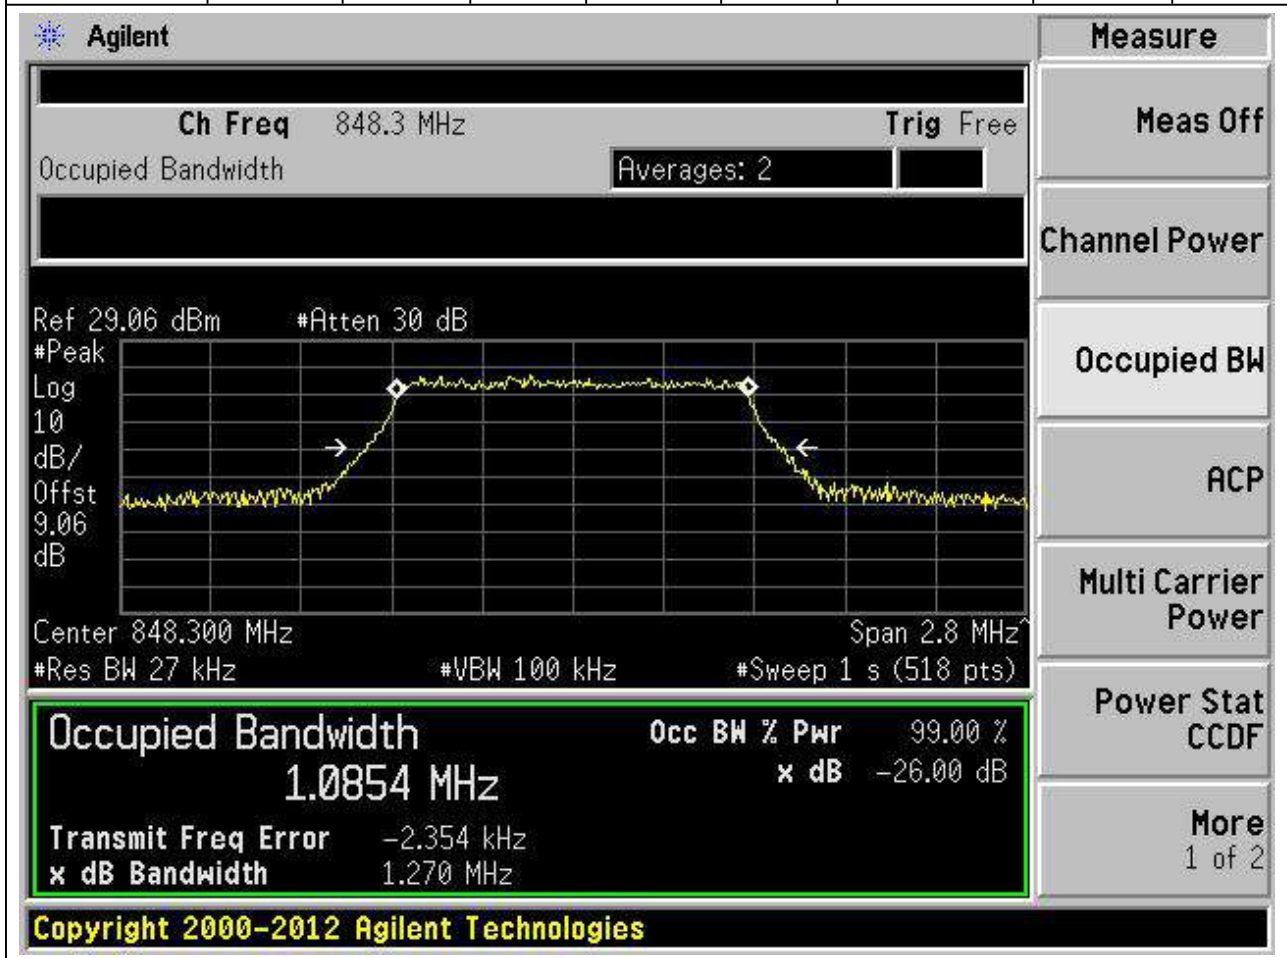 Agilent
Measure
Ch Freq 848.3 MHz Trig Free
Meas Off
Occupied Bandwidth Averages: 2
Channel Power
Ref 29.06 dBm #Atten 30 dB
#Peak
Log
10
dB/
Offst
9.06
dB
Occupied BW
ACP
Center 848.300 MHz Span 2.8 MHz^
#Res BW 27 kHz #VBW 100 kHz #Sweep 1 s (518 pts)
Multi Carrier
Power
Occupied Bandwidth Occ BW % Pwr 99.00 %
1.0854 MHz x dB -26.00 dB
Power Stat
CCDF
Transmit Freq Error -2.354 kHz
x dB Bandwidth 1.270 MHz
More
1 of 2
Copyright 2000-2012 Agilent Technologies